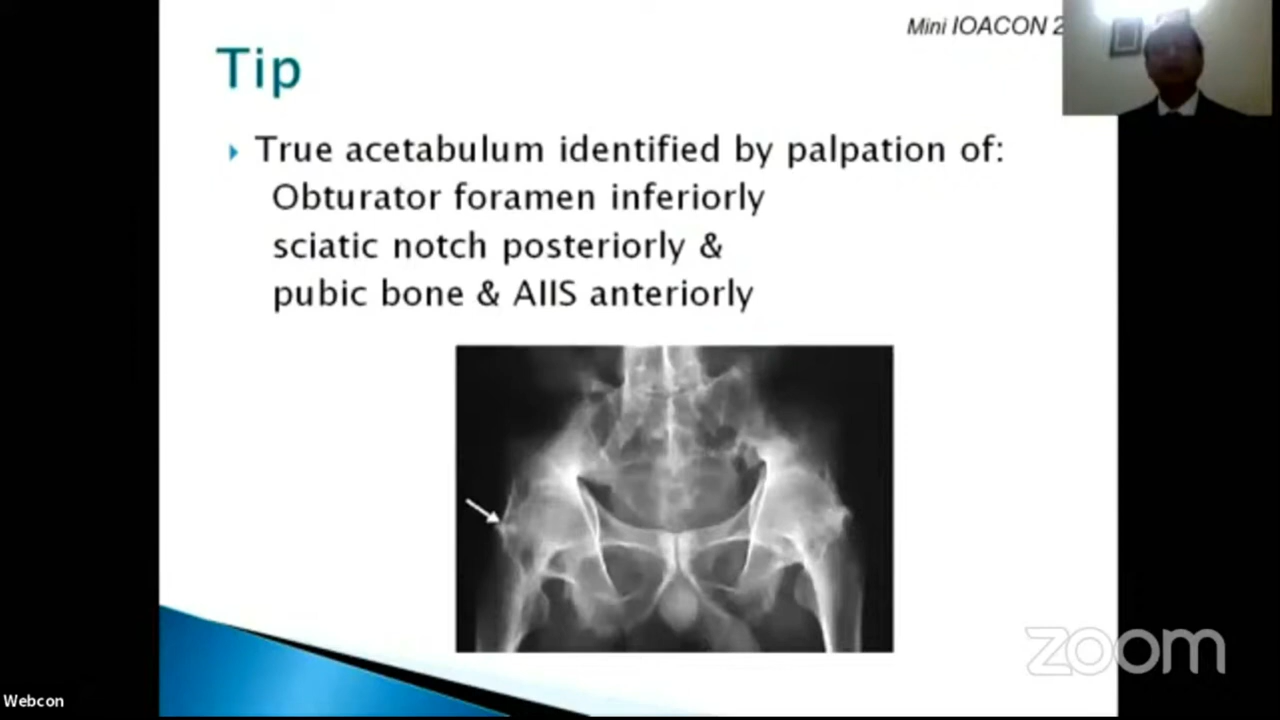 Mini IOACON 2
Tip
True acetabulum identified by palpation of:
Obturator foramen inferiorly
sciatic notch posteriorly &
pubic bone & AIIS anteriorly
zoom
Webcon